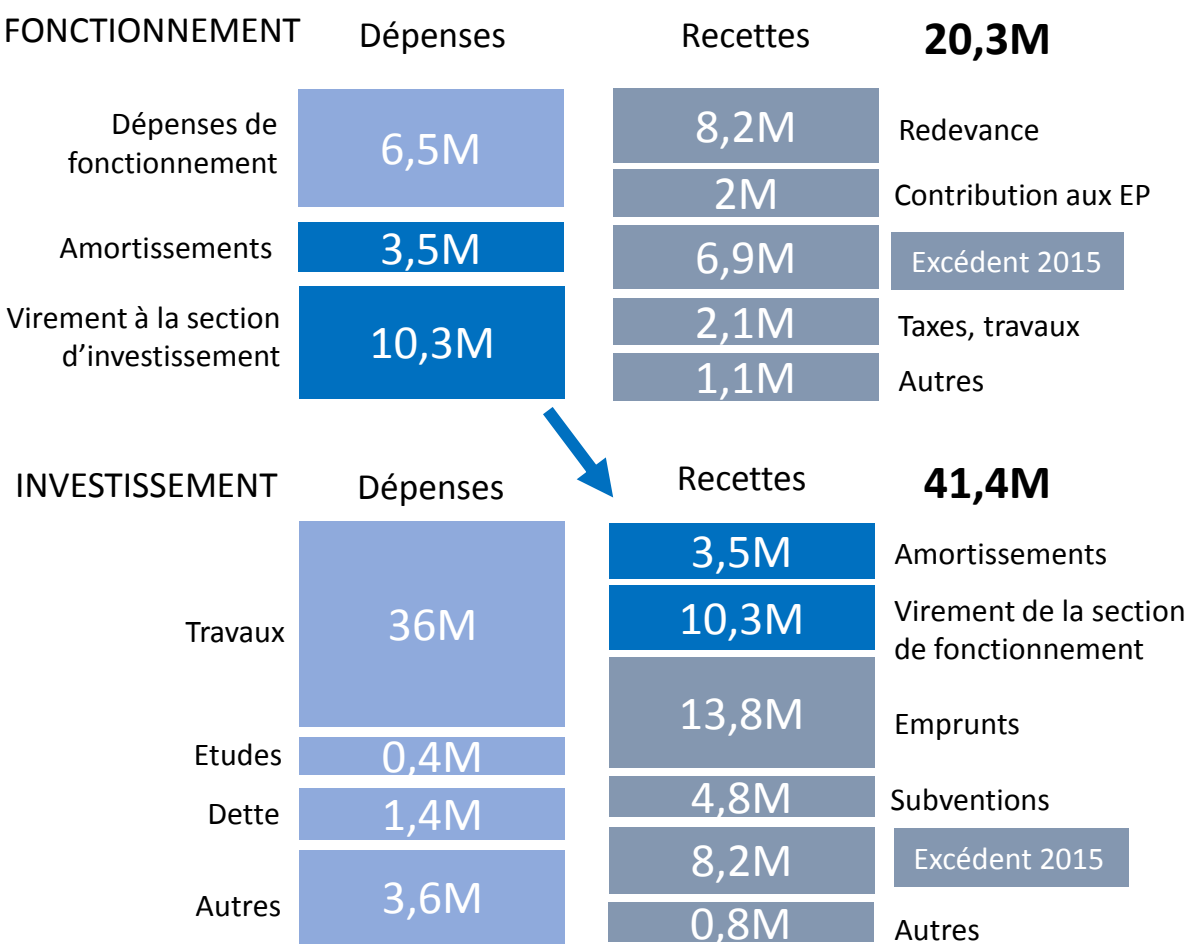 FONCTIONNEMENT
Dépenses
Recettes
20,3M
Dépenses de
fonctionnement
6,5M
Amortissements
3,5M
Virement à la section
d’investissement
10,3M
8,2M
Redevance
2M
Contribution aux EP
6,9M
Excédent 2015
2,1M
Taxes, travaux
1,1M
Autres
INVESTISSEMENT
Dépenses
Recettes
41,4M
Travaux
36M
Etudes
0,4M
Dette
1,4M
Autres
3,6M
3,5M
Amortissements
10,3M
Virement de la section
de fonctionnement
13,8M
Emprunts
4,8M
Subventions
8,2M
Excédent 2015
0,8M
Autres